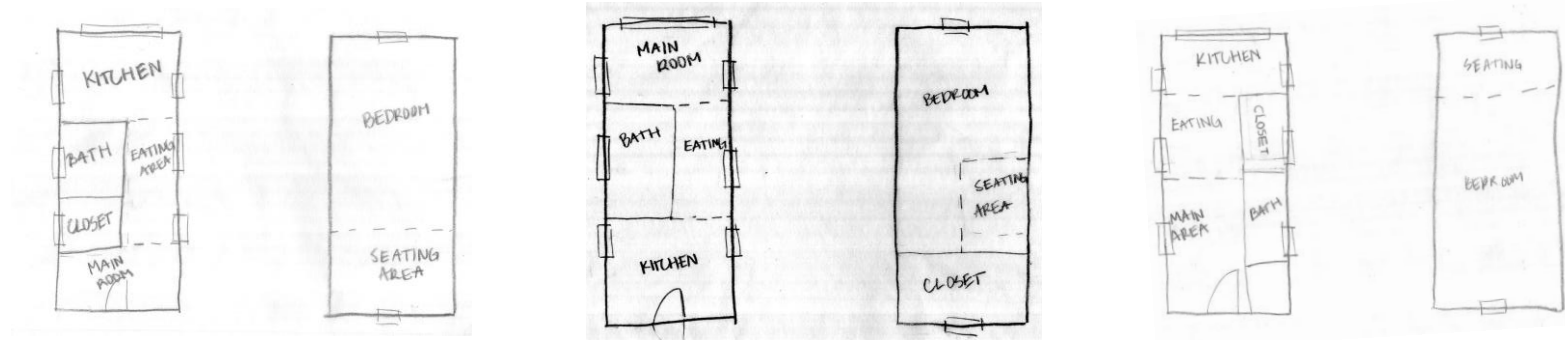 KITCHEN
BATH
EATING
AREA
CLOSET
MAIN
ROOM
BEDROOM
SEATING
AREA
MAIN
ROOM
BATH
EATING
KITCHEN
BEDROOM
SEATING
AREA
CLOSET
KITCHEN
EATING
CLOSET
MAIN
AREA
BATH
SEATING
BEDROOM